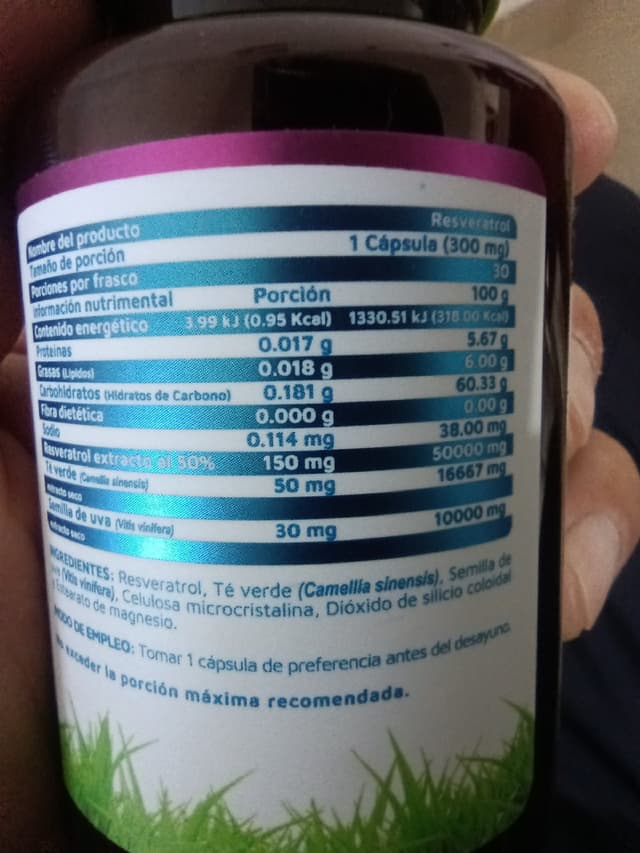 Nombre del producto Resveratrol
Tamaño de porción 1 Cápsula (300 mg)
Porciones por frasco 30
Información nutrimental Porción 100 g
Contenido energético 3.99 kJ (0.95 Kcal) 1330.51 kJ (318.00 Kcal)
Proteínas 0.017 g 5.67 g
Grasas (Lípidos) 0.018 g 6.00 g
Carbohidratos (Hidratos de Carbono) 0.181 g 60.33 g
Fibra dietética 0.000 g 0.00 g
Sodio 0.114 mg 38.00 mg
Resveratrol extracto al 50% 150 mg 50000 mg
Té verde (Camellia sinensis) 50 mg 16667 mg
extracto seco
Semilla de uva (Vitis vinifera) 30 mg 10000 mg
extracto seco
INGREDIENTES: Resveratrol, Té verde (Camellia sinensis), Semilla de
uva (Vitis vinifera), Celulosa microcristalina, Dióxido de silicio coloidal
y Estearato de magnesio.
MODO DE EMPLEO: Tomar 1 cápsula de preferencia antes del desayuno.
No exceder la porción máxima recomendada.